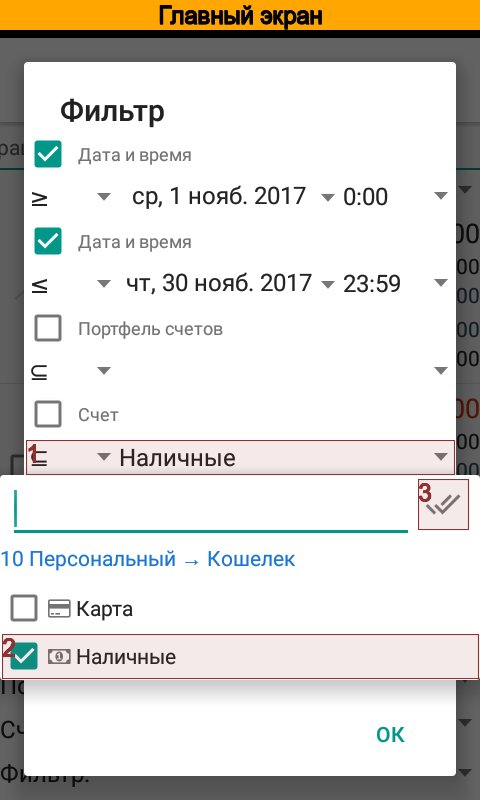 Главный экран
Фильтр
Дата и время
≥ ср, 1 нояб. 2017 0:00
Дата и время
≤ чт, 30 нояб. 2017 23:59
Портфель счетов
⊆
Счет
1 ⊆ Наличные
3
10 Персональный → Кошелек
Карта
2 Наличные
OK
Фильтр: